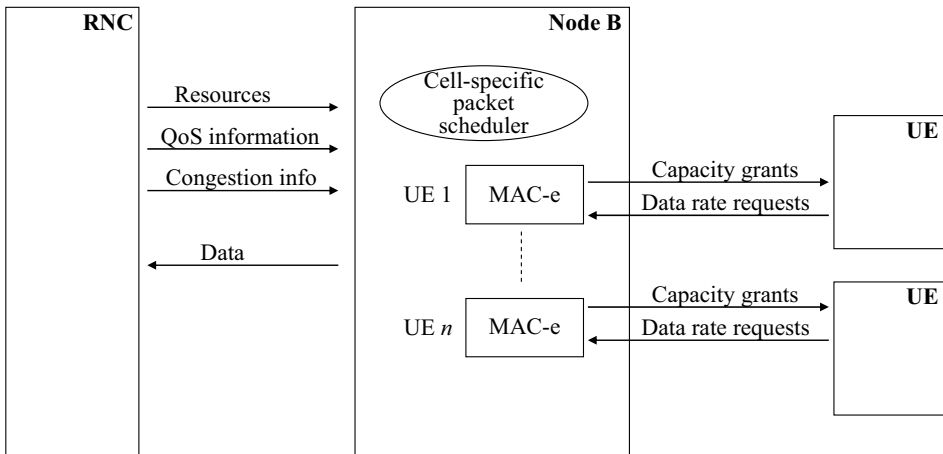 RNC
Node B
Cell-specific
packet
scheduler
Resources
QoS information
Congestion info
Data
UE 1
MAC-e
UE n
MAC-e
Capacity grants
Data rate requests
UE
Capacity grants
Data rate requests
UE